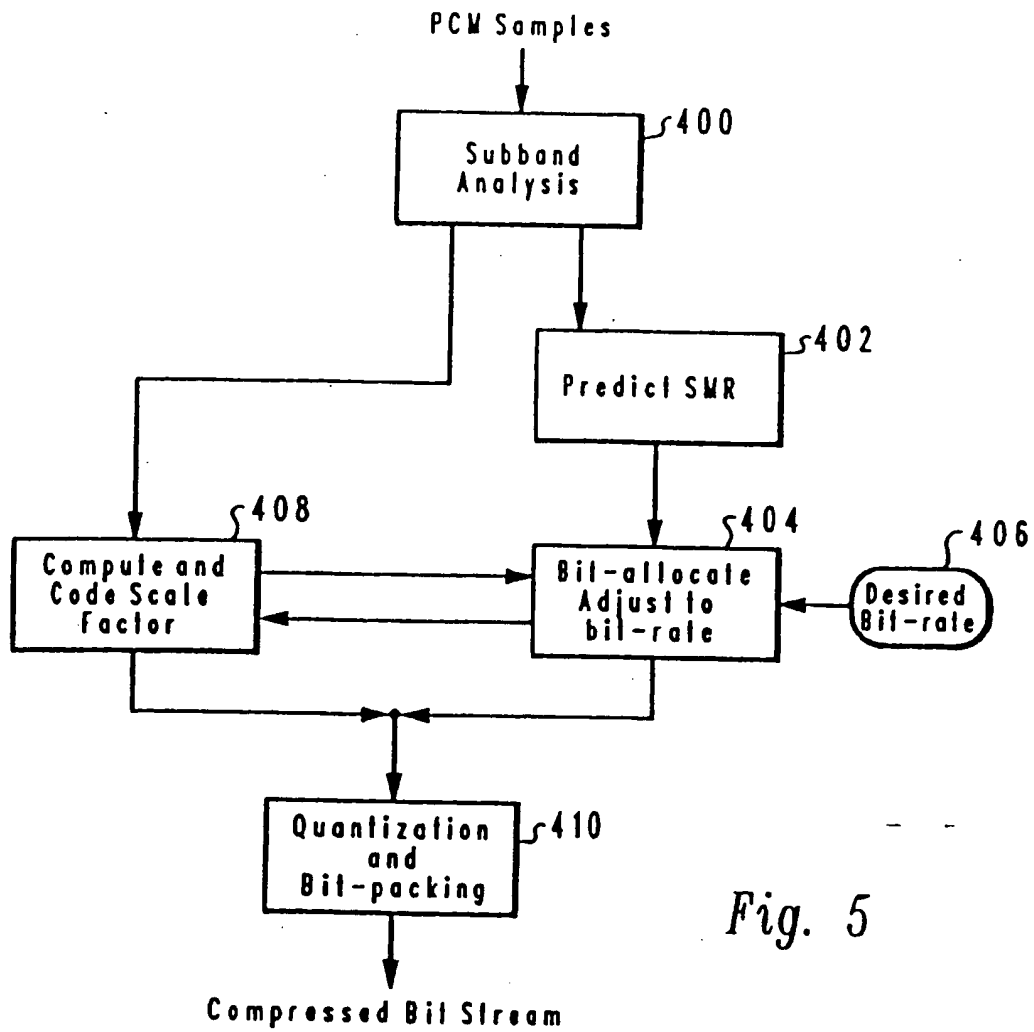 PCM Samples
400
Subband
Analysis
402
Predict SMR
408
404
406
Compute and
Code Scale
Factor
Bit-allocate
Adjust to
bit-rate
Desired
Bit-rate
Quantization
and
Bit-packing
410
Fig. 5
Compressed Bit Stream